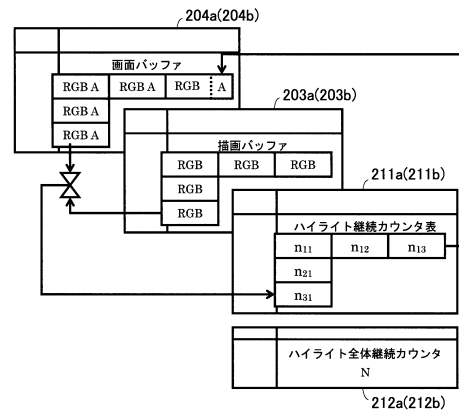 204a(204b)
画面バッファ
RGB A RGB A RGB A
RGB A
RGB A
203a(203b)
描画バッファ
RGB RGB RGB
RGB
RGB
211a(211b)
ハイライト継続カウンタ表
n11 n12 n13
n21
n31
ハイライト全体継続カウンタ
N
212a(212b)